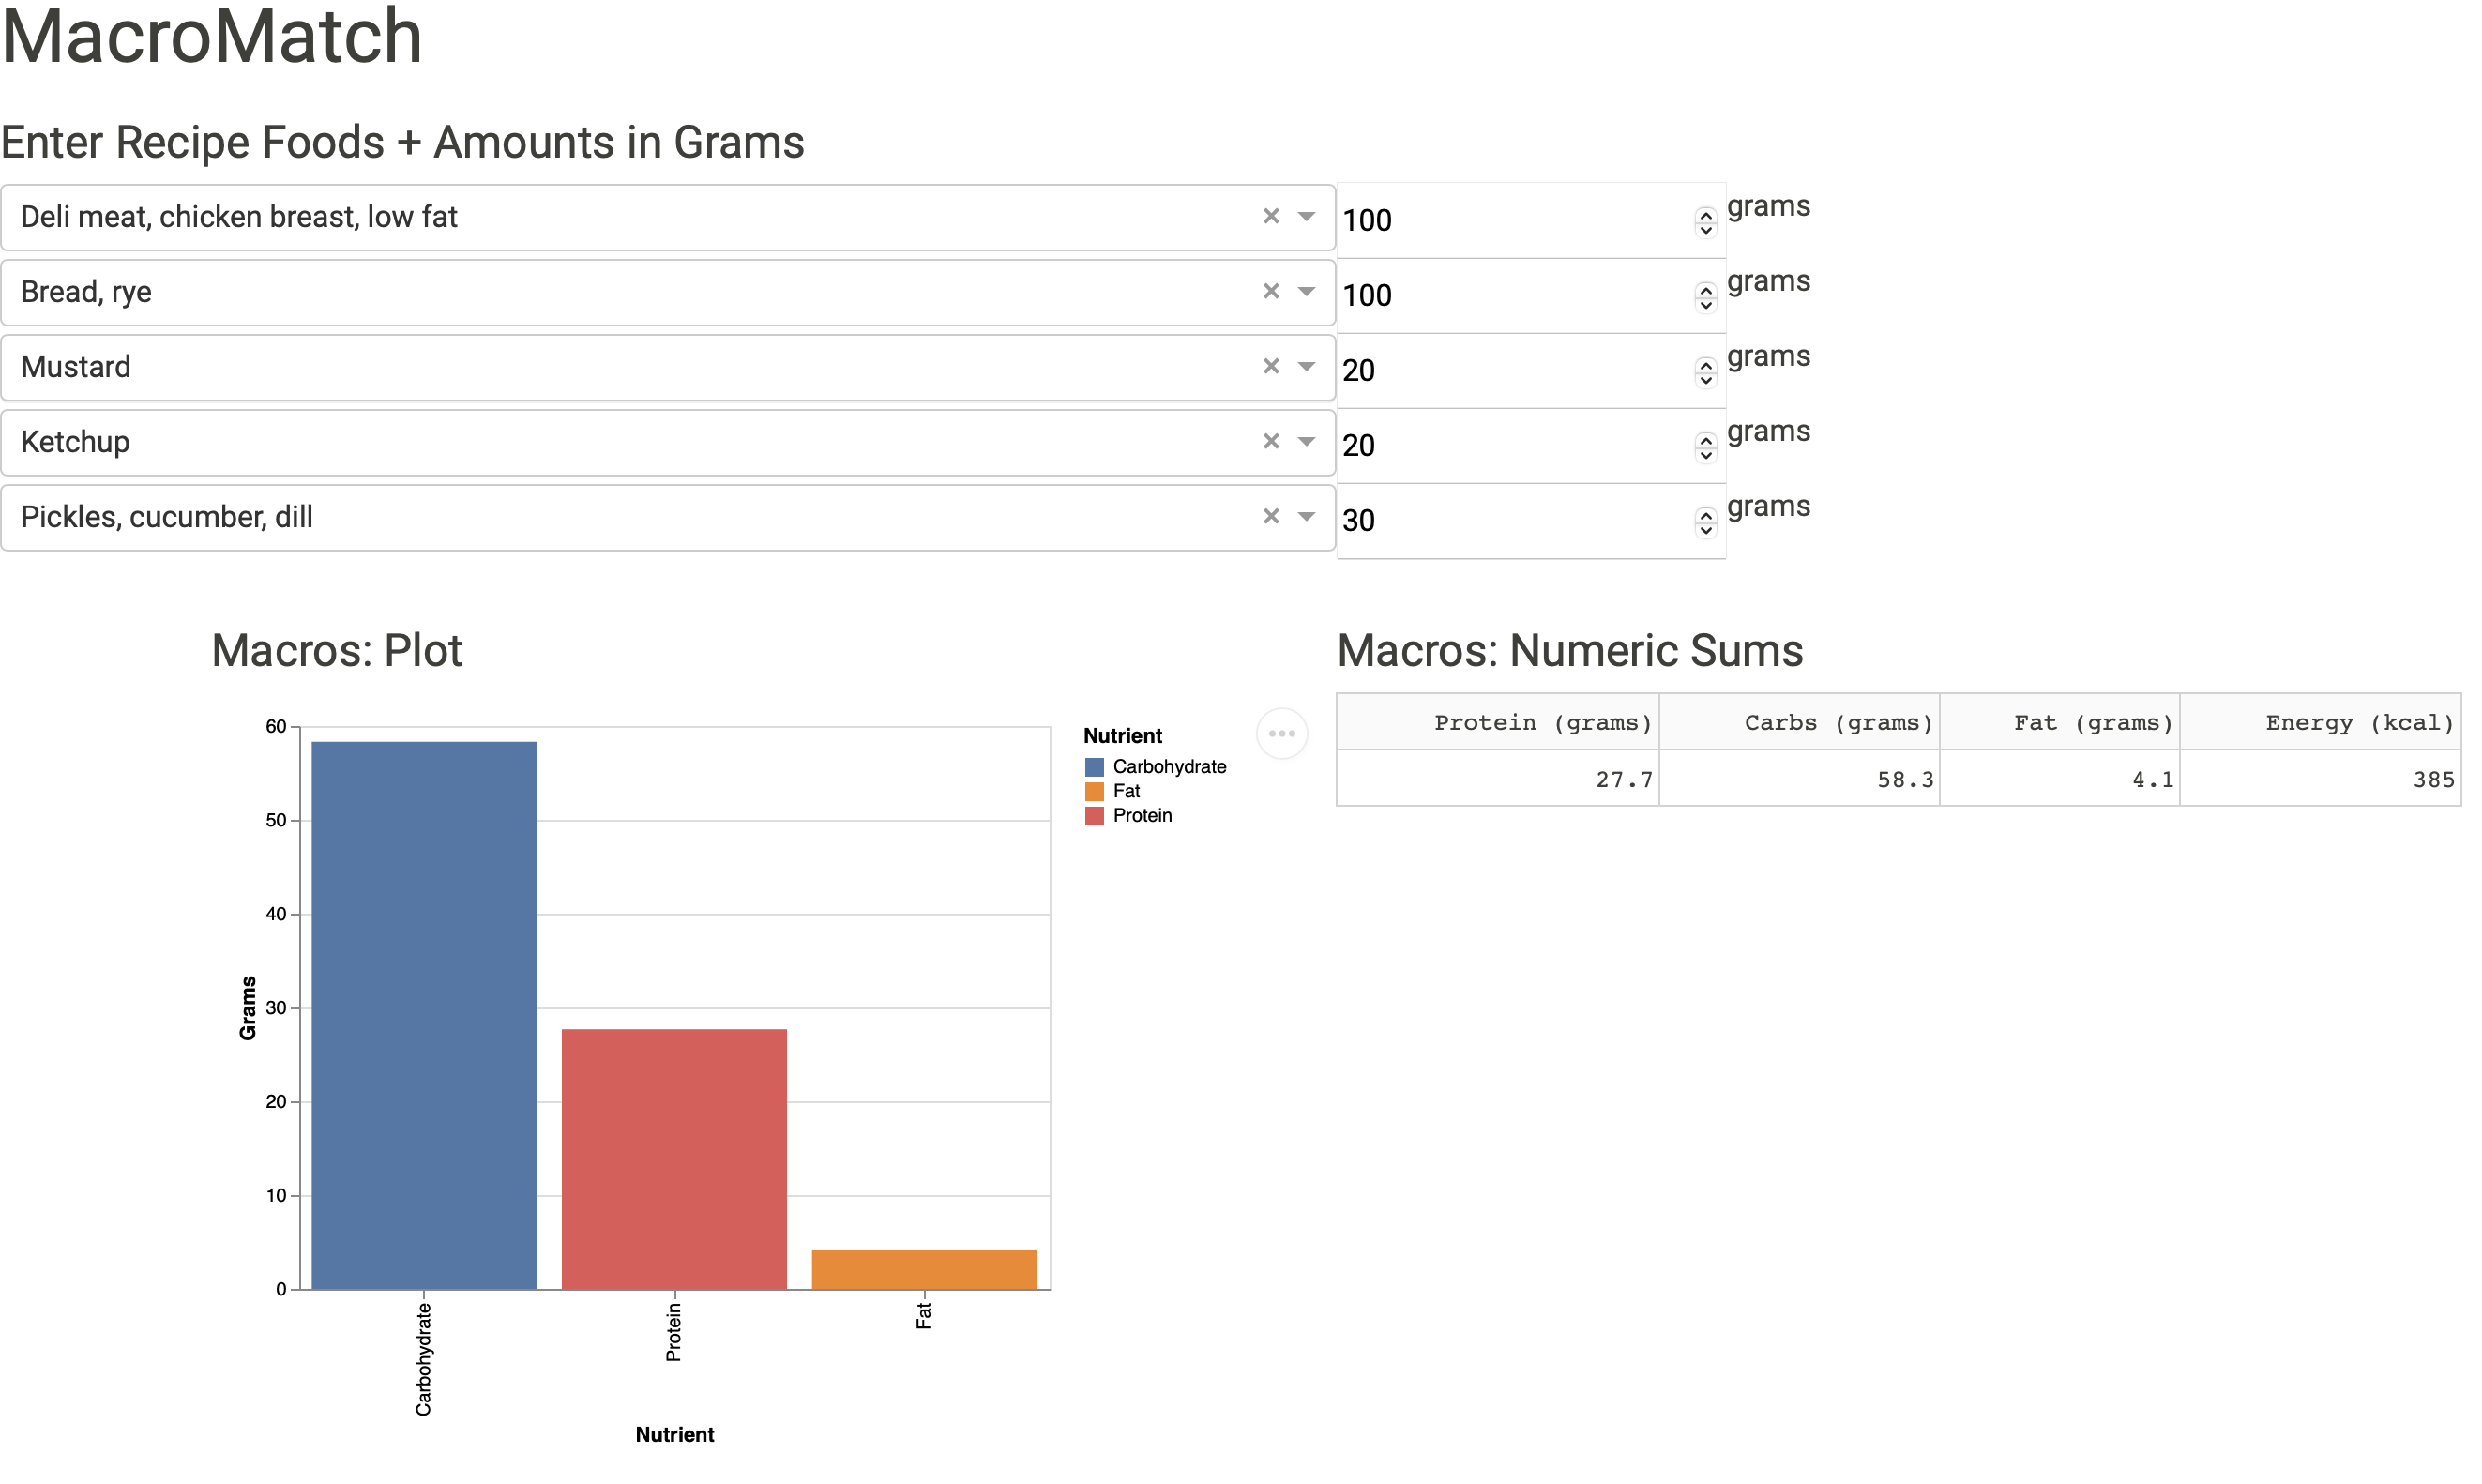 MacroMatch
Enter Recipe Foods + Amounts in Grams
Deli meat, chicken breast, low fat × 100 grams
Bread, rye × 100 grams
Mustard × 20 grams
Ketchup × 20 grams
Pickles, cucumber, dill × 30 grams
Macros: Plot
60
50
40
30
20
10
0
Grams
Carbohydrate
Protein
Fat
Nutrient
Nutrient
Carbohydrate
Fat
Protein
Macros: Numeric Sums
Protein (grams) Carbs (grams) Fat (grams) Energy (kcal)
27.7 58.3 4.1 385